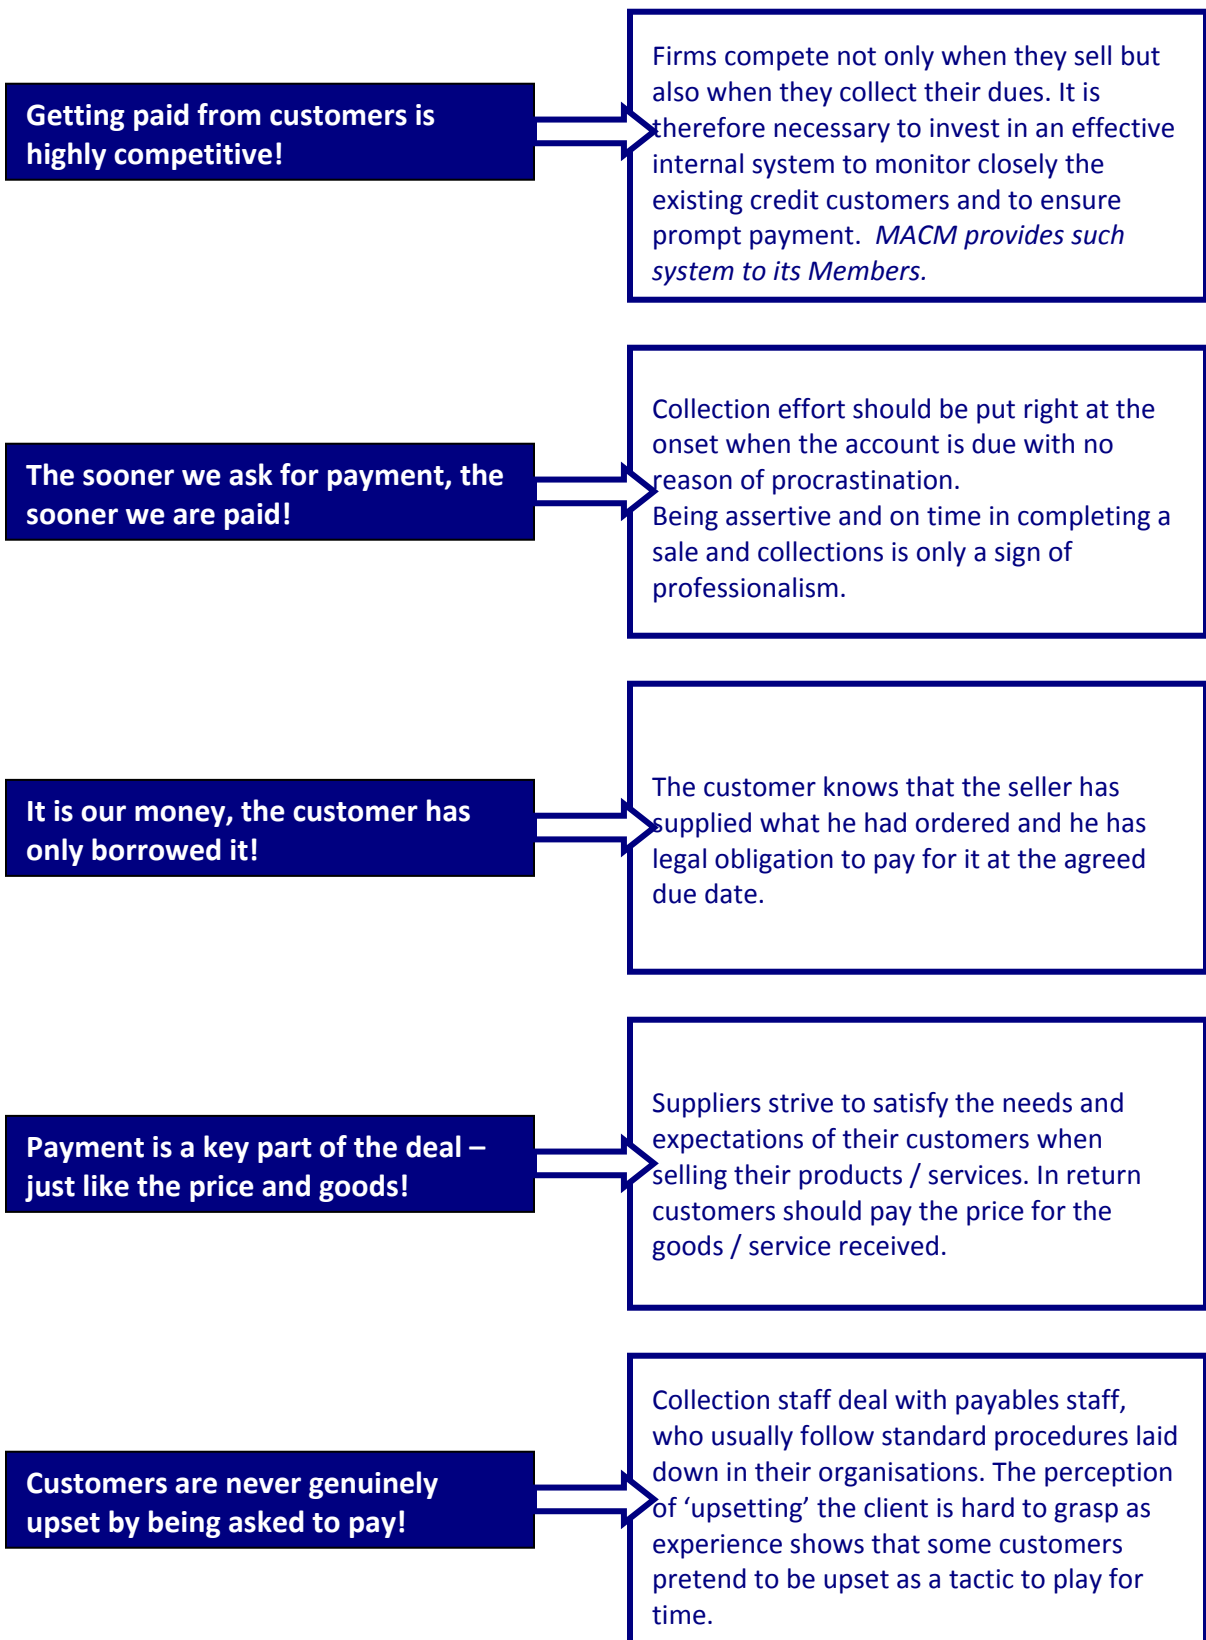 Getting paid from customers is
highly competitive!
Firms compete not only when they sell but
also when they collect their dues. It is
therefore necessary to invest in an effective
internal system to monitor closely the
existing credit customers and to ensure
prompt payment.  MACM provides such
system to its Members.
The sooner we ask for payment, the
sooner we are paid!
Collection effort should be put right at the
onset when the account is due with no
reason of procrastination.
Being assertive and on time in completing a
sale and collections is only a sign of
professionalism.
It is our money, the customer has
only borrowed it!
The customer knows that the seller has
supplied what he had ordered and he has
legal obligation to pay for it at the agreed
due date.
Payment is a key part of the deal –
just like the price and goods!
Suppliers strive to satisfy the needs and
expectations of their customers when
selling their products / services. In return
customers should pay the price for the
goods / service received.
Customers are never genuinely
upset by being asked to pay!
Collection staff deal with payables staff,
who usually follow standard procedures laid
down in their organisations. The perception
of ‘upsetting’ the client is hard to grasp as
experience shows that some customers
pretend to be upset as a tactic to play for
time.